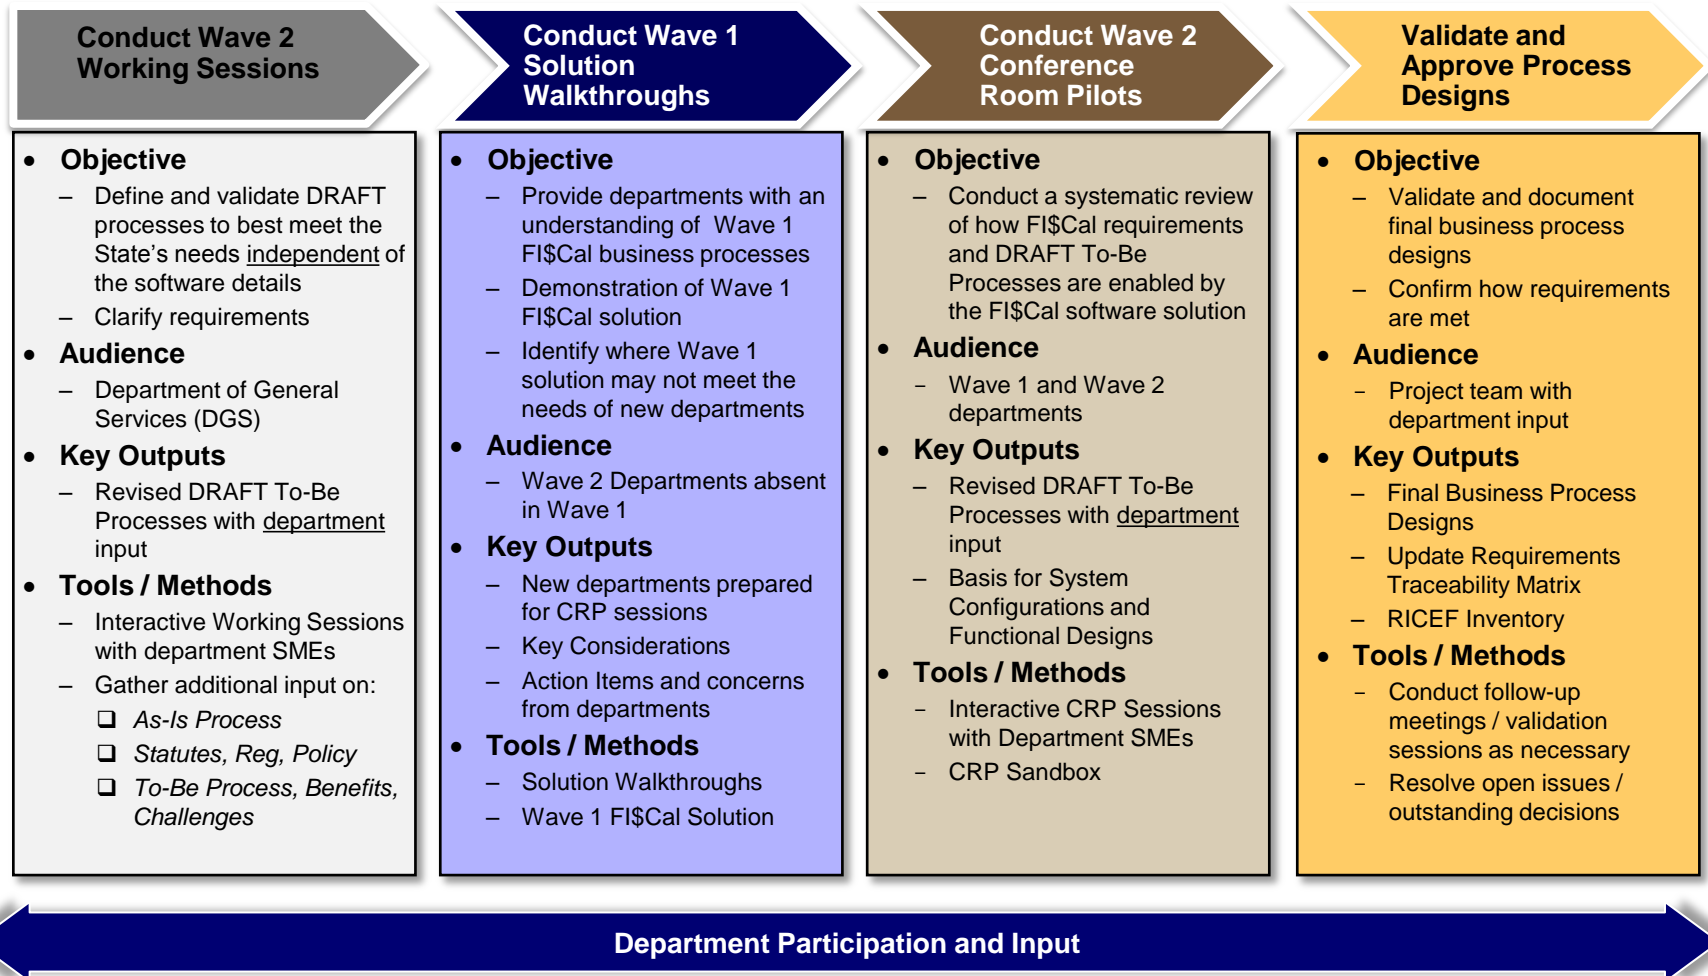 Conduct Wave 2
Working Sessions
• Objective
– Define and validate DRAFT
processes to best meet the
State’s needs independent of
the software details
– Clarify requirements
• Audience
– Department of General
Services (DGS)
• Key Outputs
– Revised DRAFT To-Be
Processes with department
input
• Tools / Methods
– Interactive Working Sessions
with department SMEs
– Gather additional input on:
❑ As-Is Process
❑ Statutes, Reg, Policy
❑ To-Be Process, Benefits,
Challenges
Conduct Wave 1
Solution
Walkthroughs
• Objective
– Provide departments with an
understanding of Wave 1
FI$Cal business processes
– Demonstration of Wave 1
FI$Cal solution
– Identify where Wave 1
solution may not meet the
needs of new departments
• Audience
– Wave 2 Departments absent
in Wave 1
• Key Outputs
– New departments prepared
for CRP sessions
– Key Considerations
– Action Items and concerns
from departments
• Tools / Methods
– Solution Walkthroughs
– Wave 1 FI$Cal Solution
Conduct Wave 2
Conference
Room Pilots
• Objective
– Conduct a systematic review
of how FI$Cal requirements
and DRAFT To-Be
Processes are enabled by
the FI$Cal software solution
• Audience
- Wave 1 and Wave 2
departments
• Key Outputs
– Revised DRAFT To-Be
Processes with department
input
– Basis for System
Configurations and
Functional Designs
• Tools / Methods
- Interactive CRP Sessions
with Department SMEs
- CRP Sandbox
Validate and
Approve Process
Designs
• Objective
– Validate and document
final business process
designs
– Confirm how requirements
are met
• Audience
- Project team with
department input
• Key Outputs
– Final Business Process
Designs
– Update Requirements
Traceability Matrix
– RICEF Inventory
• Tools / Methods
- Conduct follow-up
meetings / validation
sessions as necessary
- Resolve open issues /
outstanding decisions
Department Participation and Input